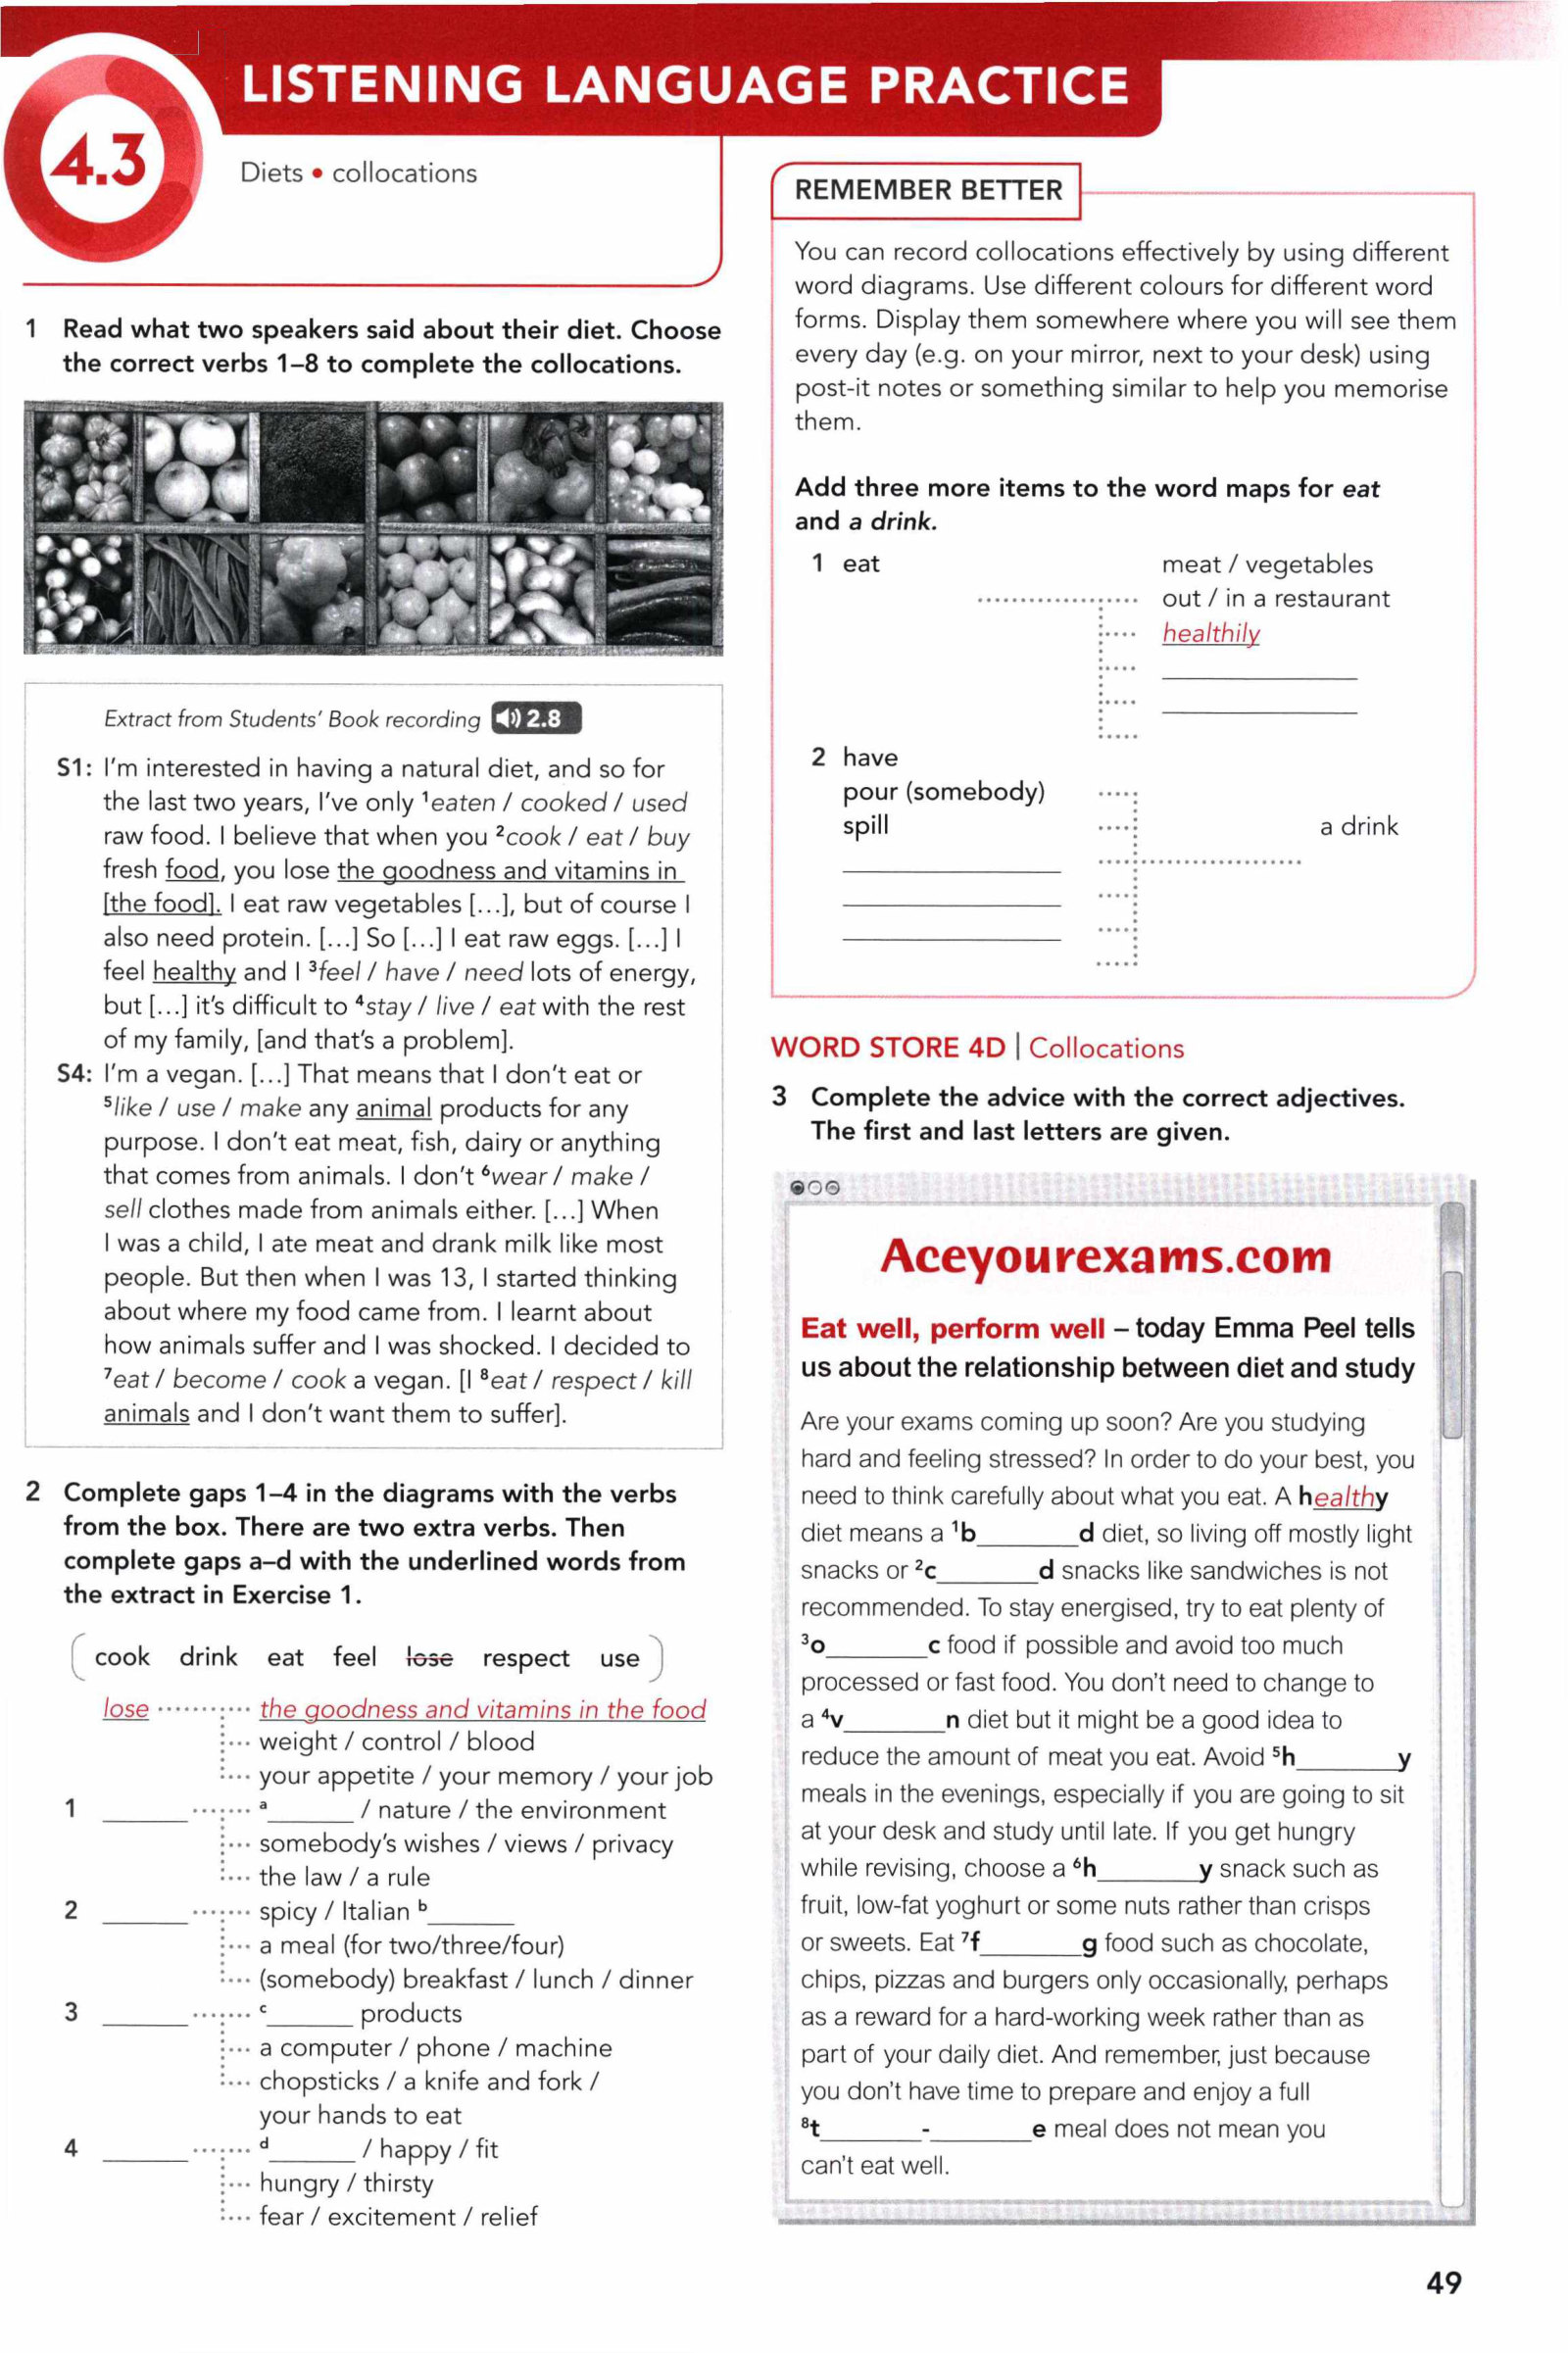 LISTENING LANGUAGE PRACTICE
4.3
Diets • collocations
1 Read what two speakers said about their diet. Choose
the correct verbs 1–8 to complete the collocations.
Extract from Students' Book recording 2.8
S1: I'm interested in having a natural diet, and so for
the last two years, I've only ¹eaten / cooked / used
raw food. I believe that when you ²cook / eat / buy
fresh food, you lose the goodness and vitamins in
[the food]. I eat raw vegetables [...], but of course I
also need protein. [...] So [...] I eat raw eggs. [...] I
feel healthy and I ³feel / have / need lots of energy,
but [...] it's difficult to ⁴stay / live / eat with the rest
of my family, [and that's a problem].
S4: I'm a vegan. [...] That means that I don't eat or
⁵like / use / make any animal products for any
purpose. I don't eat meat, fish, dairy or anything
that comes from animals. I don't ⁶wear / make /
sell clothes made from animals either. [...] When
I was a child, I ate meat and drank milk like most
people. But then when I was 13, I started thinking
about where my food came from. I learnt about
how animals suffer and I was shocked. I decided to
⁷eat / become / cook a vegan. [I ⁸eat / respect / kill
animals and I don't want them to suffer].
2 Complete gaps 1–4 in the diagrams with the verbs
from the box. There are two extra verbs. Then
complete gaps a–d with the underlined words from
the extract in Exercise 1.
cook drink eat feel lose respect use
lose the goodness and vitamins in the food
weight / control / blood
your appetite / your memory / your job
1 ______ ᵃ______ / nature / the environment
somebody's wishes / views / privacy
the law / a rule
2 ______ spicy / Italian ᵇ______
a meal (for two/three/four)
(somebody) breakfast / lunch / dinner
3 ______ ᶜ______ products
a computer / phone / machine
chopsticks / a knife and fork /
your hands to eat
4 ______ ᵈ______ / happy / fit
hungry / thirsty
fear / excitement / relief
REMEMBER BETTER
You can record collocations effectively by using different
word diagrams. Use different colours for different word
forms. Display them somewhere where you will see them
every day (e.g. on your mirror, next to your desk) using
post-it notes or something similar to help you memorise
them.
Add three more items to the word maps for eat
and a drink.
1 eat meat / vegetables
out / in a restaurant
healthily
2 have
pour (somebody)
spill a drink
WORD STORE 4D | Collocations
3 Complete the advice with the correct adjectives.
The first and last letters are given.
Aceyourexams.com
Eat well, perform well – today Emma Peel tells
us about the relationship between diet and study
Are your exams coming up soon? Are you studying
hard and feeling stressed? In order to do your best, you
need to think carefully about what you eat. A healthy
diet means a ¹b______d diet, so living off mostly light
snacks or ²c______d snacks like sandwiches is not
recommended. To stay energised, try to eat plenty of
³o______c food if possible and avoid too much
processed or fast food. You don't need to change to
a ⁴v______n diet but it might be a good idea to
reduce the amount of meat you eat. Avoid ⁵h______y
meals in the evenings, especially if you are going to sit
at your desk and study until late. If you get hungry
while revising, choose a ⁶h______y snack such as
fruit, low-fat yoghurt or some nuts rather than crisps
or sweets. Eat ⁷f______g food such as chocolate,
chips, pizzas and burgers only occasionally, perhaps
as a reward for a hard-working week rather than as
part of your daily diet. And remember, just because
you don't have time to prepare and enjoy a full
⁸t______-______e meal does not mean you
can't eat well.
49